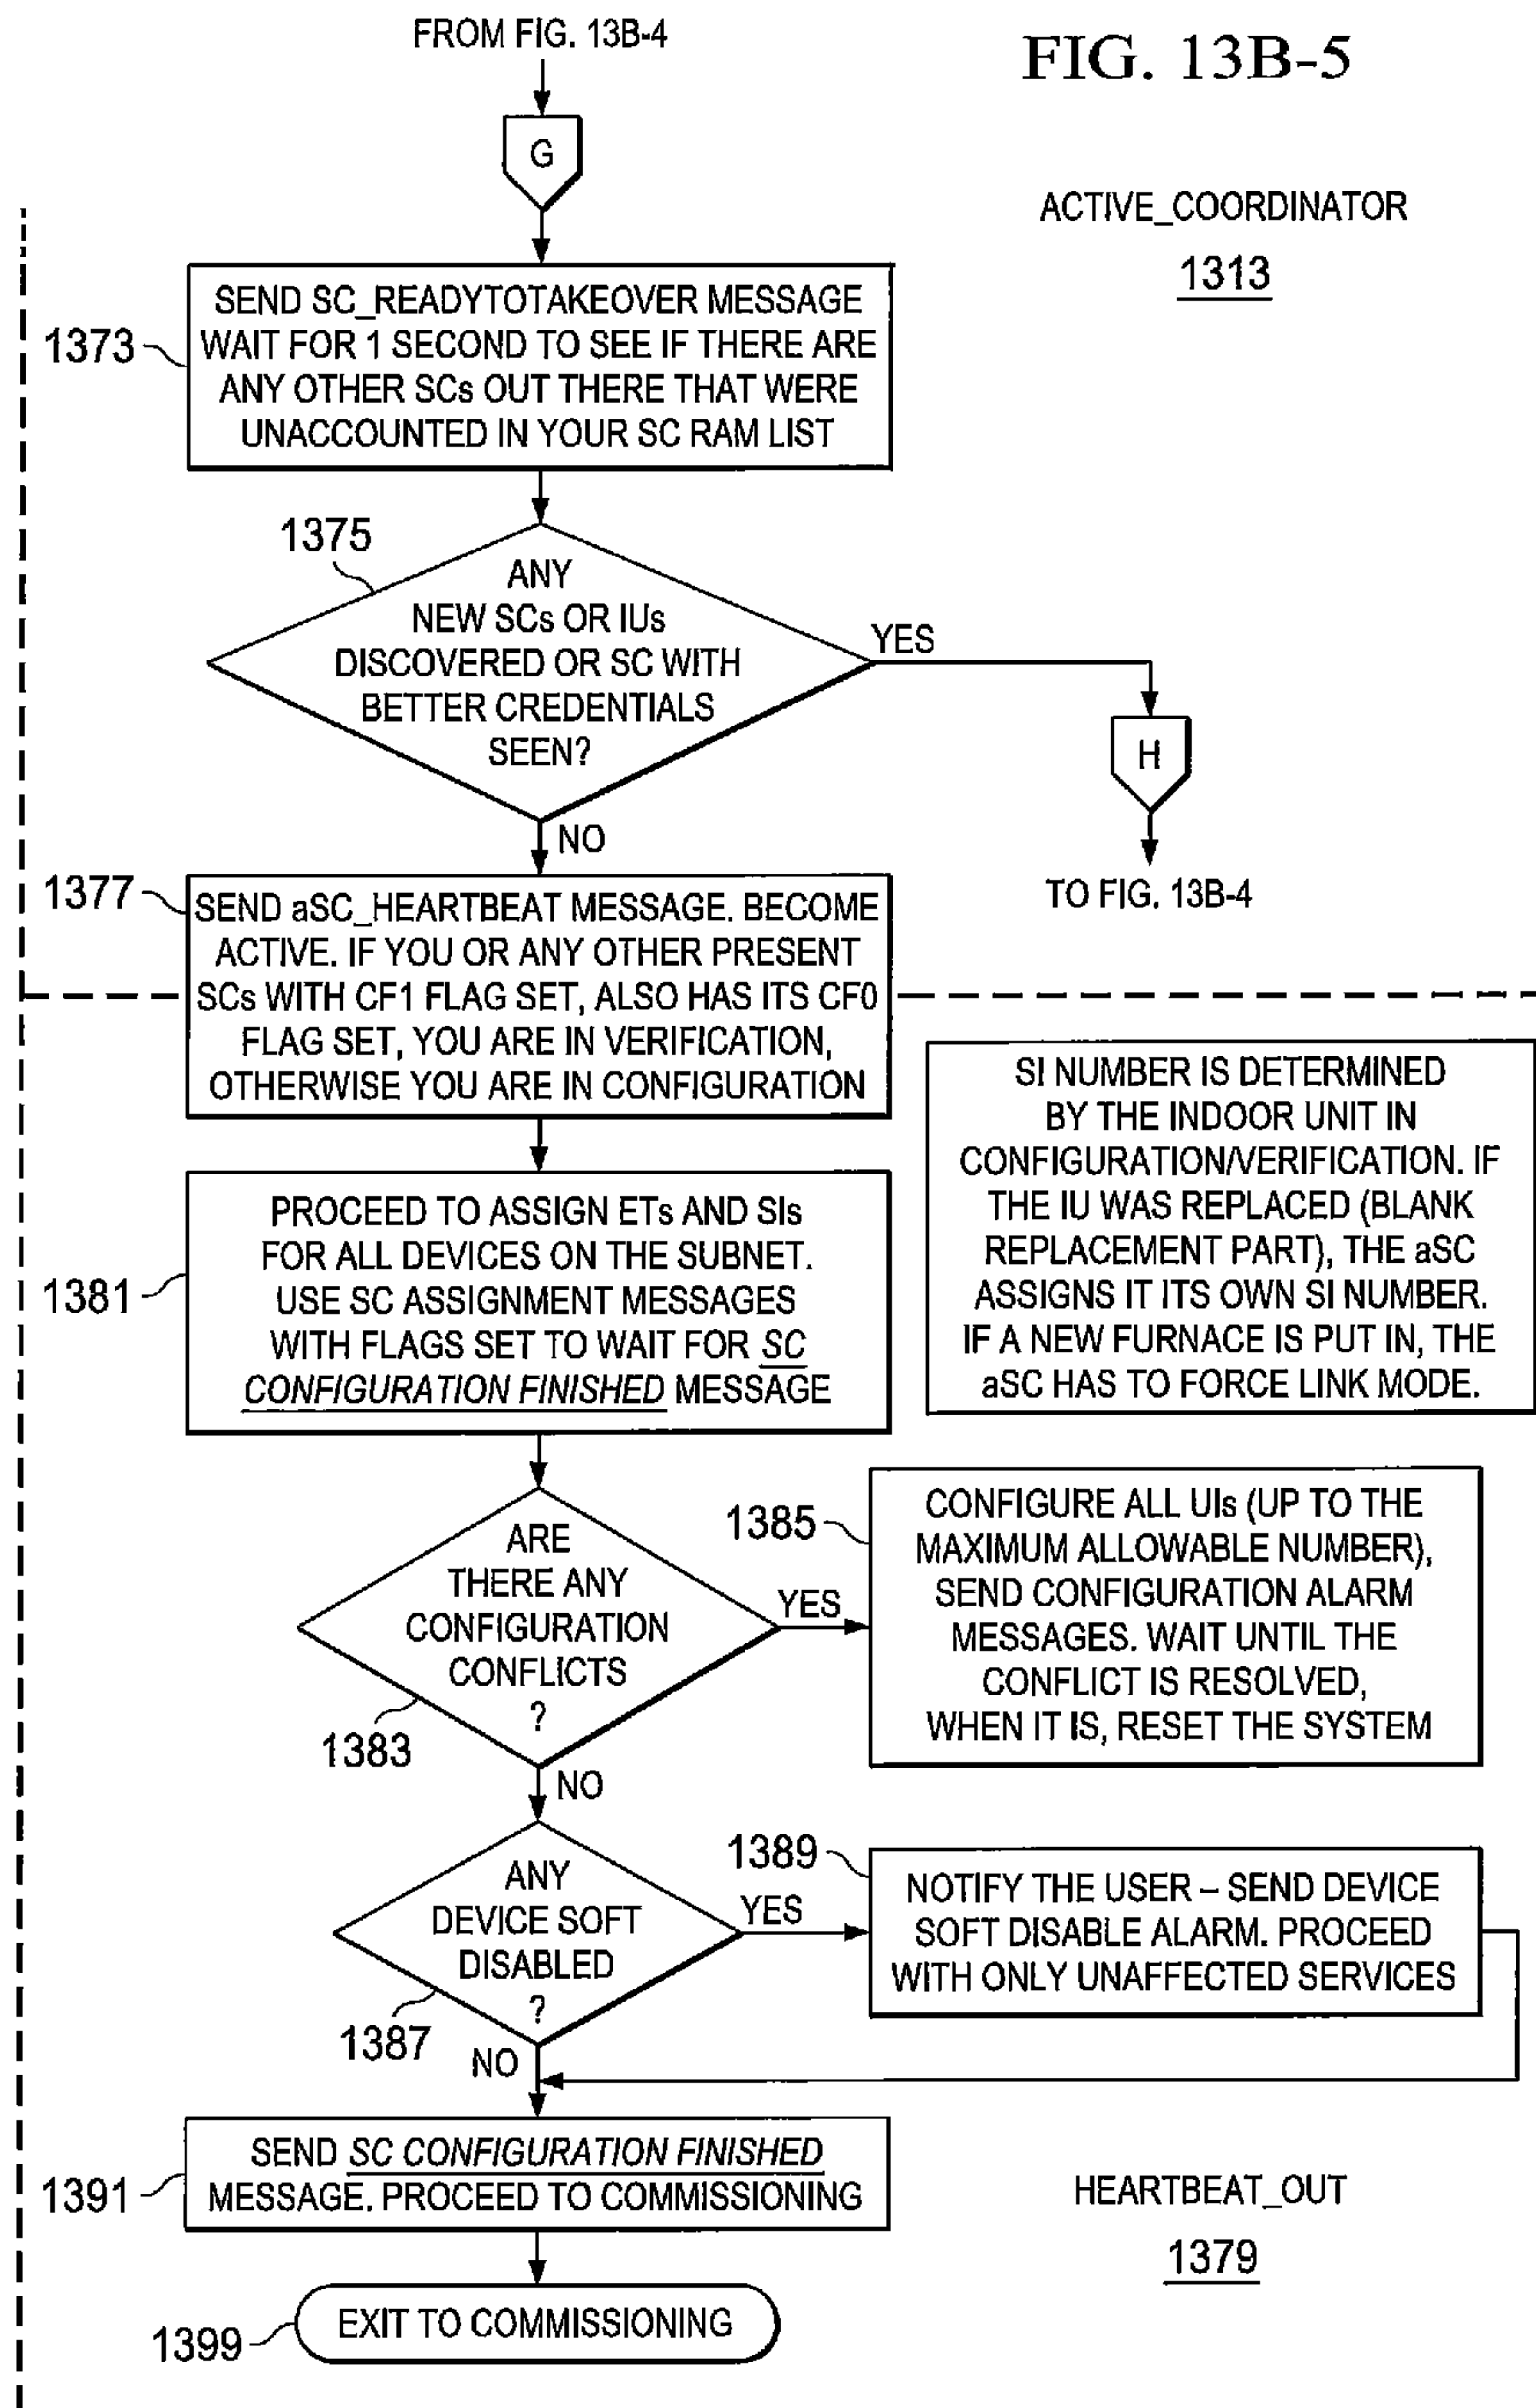 FROM FIG. 13B-4
FIG. 13B-5
G
ACTIVE_COORDINATOR
1313
1373
SEND SC_READYTOTAKEOVER MESSAGE
WAIT FOR 1 SECOND TO SEE IF THERE ARE
ANY OTHER SCs OUT THERE THAT WERE
UNACCOUNTED IN YOUR SC RAM LIST
1375
ANY
NEW SCs OR IUs
DISCOVERED OR SC WITH
BETTER CREDENTIALS
SEEN?
YES
H
TO FIG. 13B-4
NO
1377
SEND aSC_HEARTBEAT MESSAGE. BECOME
ACTIVE. IF YOU OR ANY OTHER PRESENT
SCs WITH CF1 FLAG SET, ALSO HAS ITS CF0
FLAG SET, YOU ARE IN VERIFICATION,
OTHERWISE YOU ARE IN CONFIGURATION
SI NUMBER IS DETERMINED
BY THE INDOOR UNIT IN
CONFIGURATION/VERIFICATION. IF
THE IU WAS REPLACED (BLANK
REPLACEMENT PART), THE aSC
ASSIGNS IT ITS OWN SI NUMBER.
IF A NEW FURNACE IS PUT IN, THE
aSC HAS TO FORCE LINK MODE.
1381
PROCEED TO ASSIGN ETs AND SIs
FOR ALL DEVICES ON THE SUBNET.
USE SC ASSIGNMENT MESSAGES
WITH FLAGS SET TO WAIT FOR SC
CONFIGURATION FINISHED MESSAGE
ARE
THERE ANY
CONFIGURATION
CONFLICTS
?
1383
YES
1385
CONFIGURE ALL UIs (UP TO THE
MAXIMUM ALLOWABLE NUMBER),
SEND CONFIGURATION ALARM
MESSAGES. WAIT UNTIL THE
CONFLICT IS RESOLVED,
WHEN IT IS, RESET THE SYSTEM
NO
ANY
DEVICE SOFT
DISABLED
?
1387
YES
1389
NOTIFY THE USER – SEND DEVICE
SOFT DISABLE ALARM. PROCEED
WITH ONLY UNAFFECTED SERVICES
NO
1391
SEND SC CONFIGURATION FINISHED
MESSAGE. PROCEED TO COMMISSIONING
HEARTBEAT_OUT
1379
1399
EXIT TO COMMISSIONING